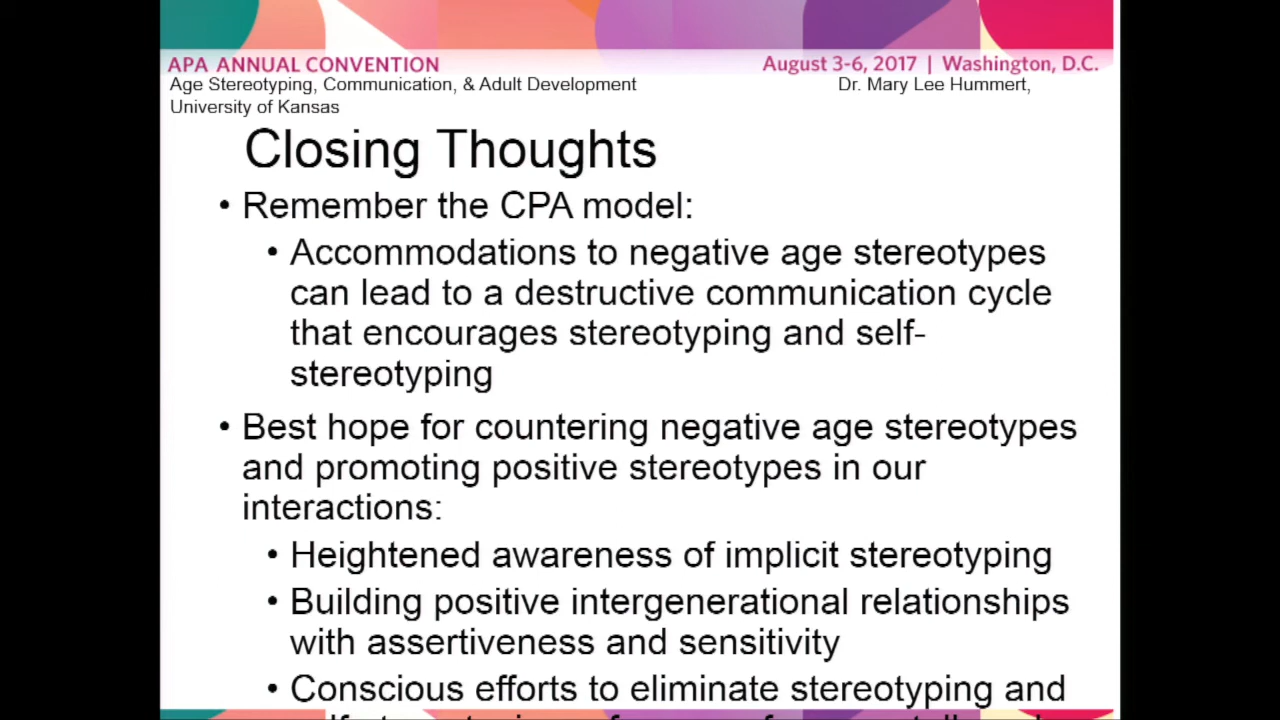 APA ANNUAL CONVENTION
August 3-6, 2017 | Washington, D.C.
Age Stereotyping, Communication, & Adult Development
Dr. Mary Lee Hummert,
University of Kansas
Closing Thoughts
• Remember the CPA model:
• Accommodations to negative age stereotypes
can lead to a destructive communication cycle
that encourages stereotyping and self-
stereotyping
• Best hope for countering negative age stereotypes
and promoting positive stereotypes in our
interactions:
• Heightened awareness of implicit stereotyping
• Building positive intergenerational relationships
with assertiveness and sensitivity
• Conscious efforts to eliminate stereotyping and